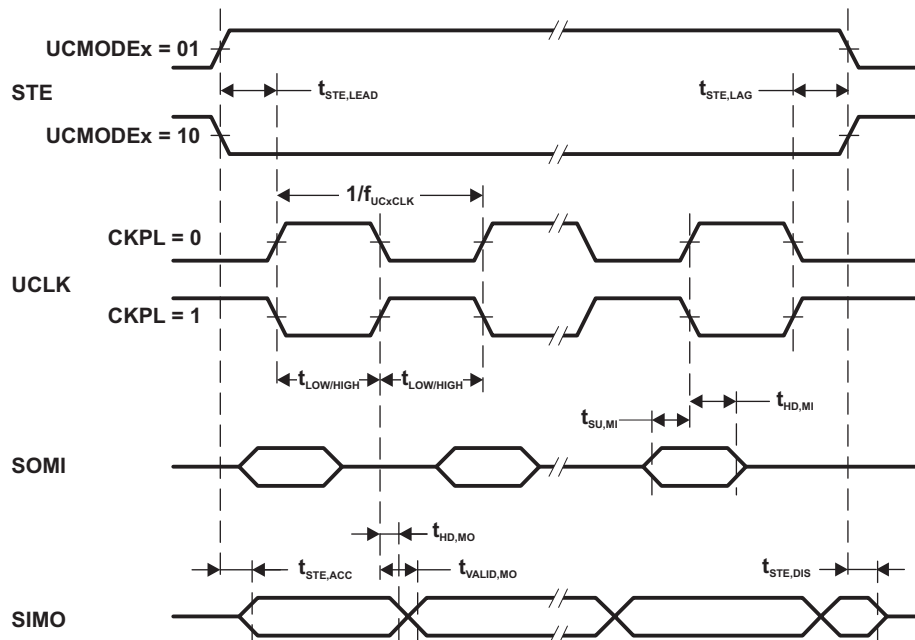 UCMODEx = 01
STE
t_STE,LEAD
t_STE,LAG
UCMODEx = 10
1/f_UCxCLK
CKPL = 0
UCLK
CKPL = 1
t_LOW/HIGH t_LOW/HIGH
t_SU,MI
t_HD,MI
SOMI
t_HD,MO
t_STE,ACC
t_VALID,MO
t_STE,DIS
SIMO